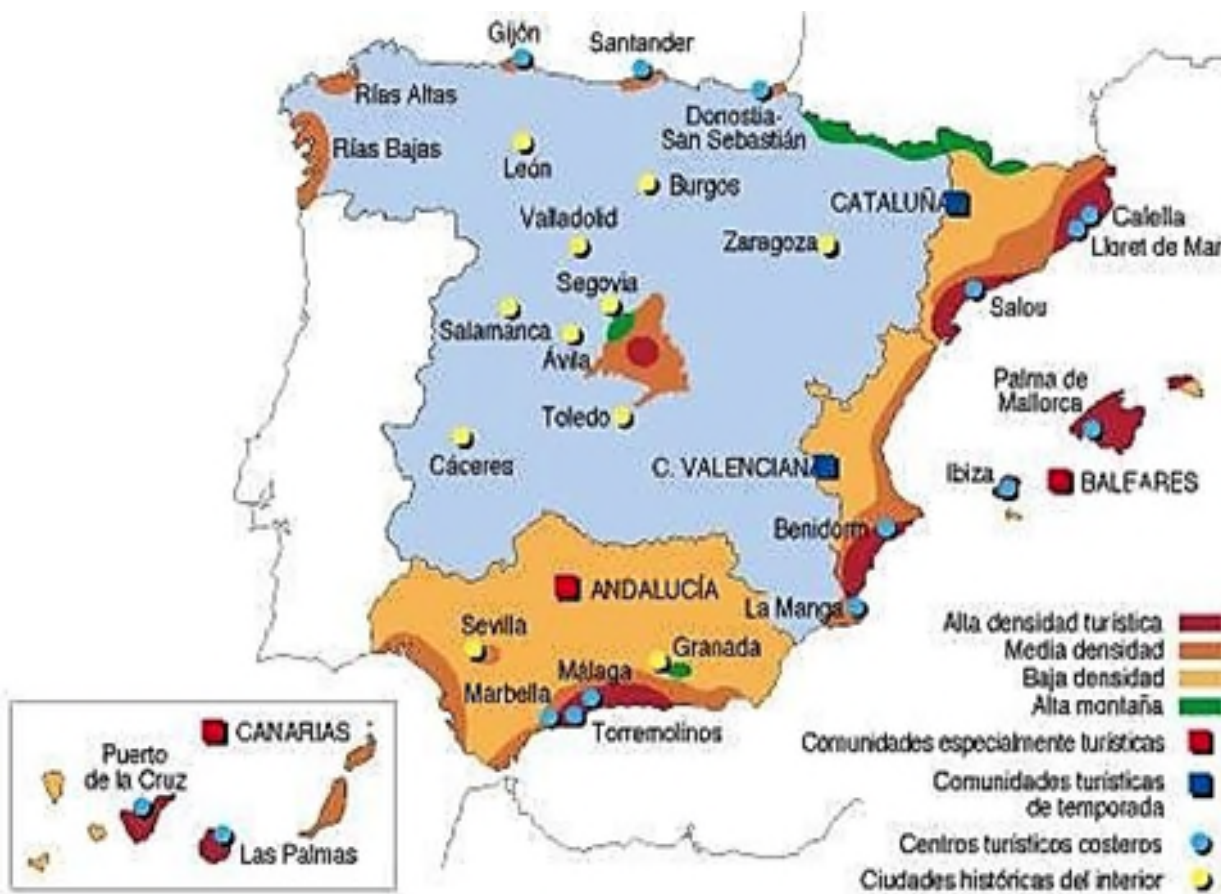 Gijón
Santander
Rías Altas
Donostia-
San Sebastián
Rías Bajas
León
Burgos
CATALUÑA
Calella
Lloret de Mar
Valladolid
Zaragoza
Segovia
Salou
Salamanca
Ávila
Palma de
Mallorca
Toledo
Cáceres
C. VALENCIANA
Ibiza
BALEARES
Benidorm
ANDALUCÍA
La Manga
Sevilla
Granada
Málaga
Marbella
Torremolinos
CANARIAS
Puerto
de la Cruz
Las Palmas
Alta densidad turística
Media densidad
Baja densidad
Alta montaña
Comunidades especialmente turísticas
Comunidades turísticas
de temporada
Centros turísticos costeros
Ciudades históricas del interior